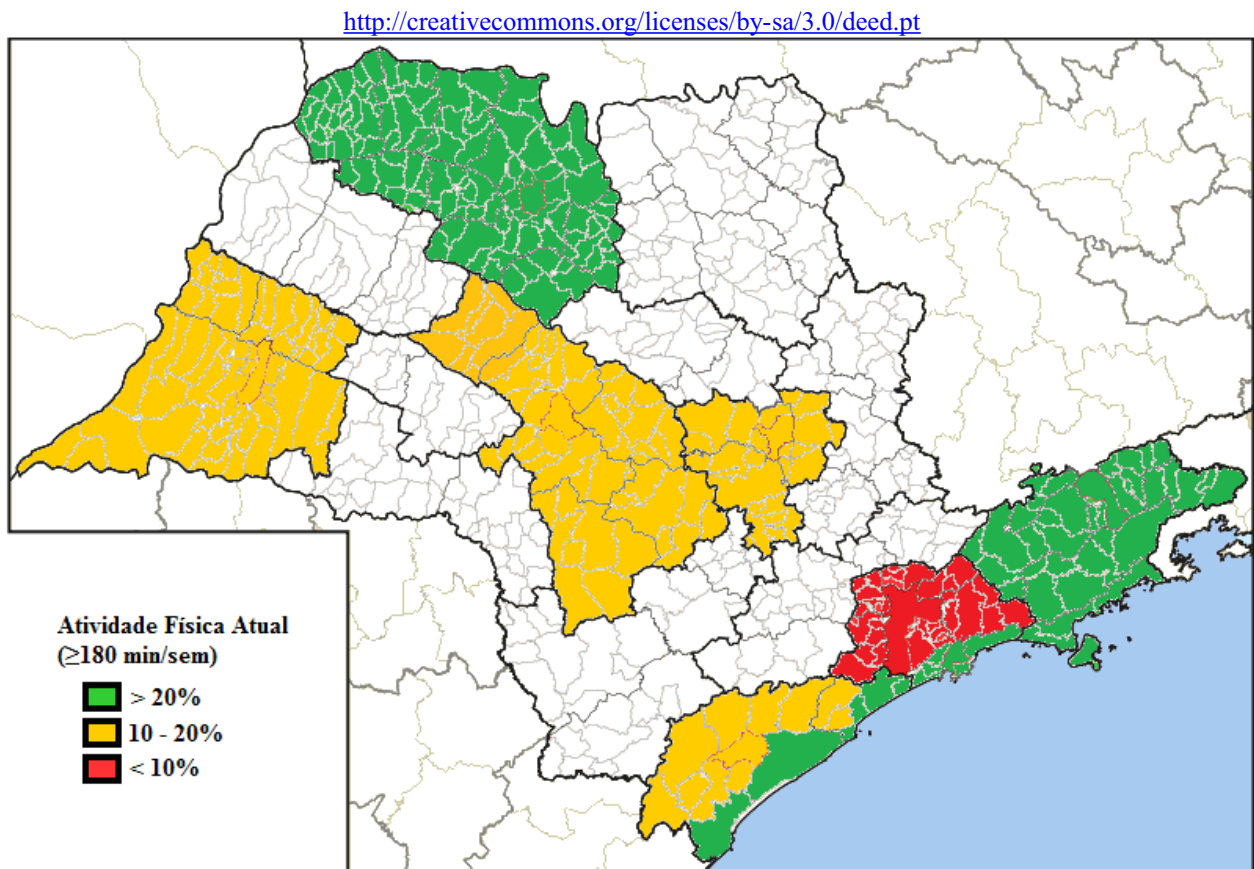 http://creativecommons.org/licenses/by-sa/3.0/deed.pt
Atividade Física Atual
(≥180 min/sem)
> 20%
10 - 20%
< 10%